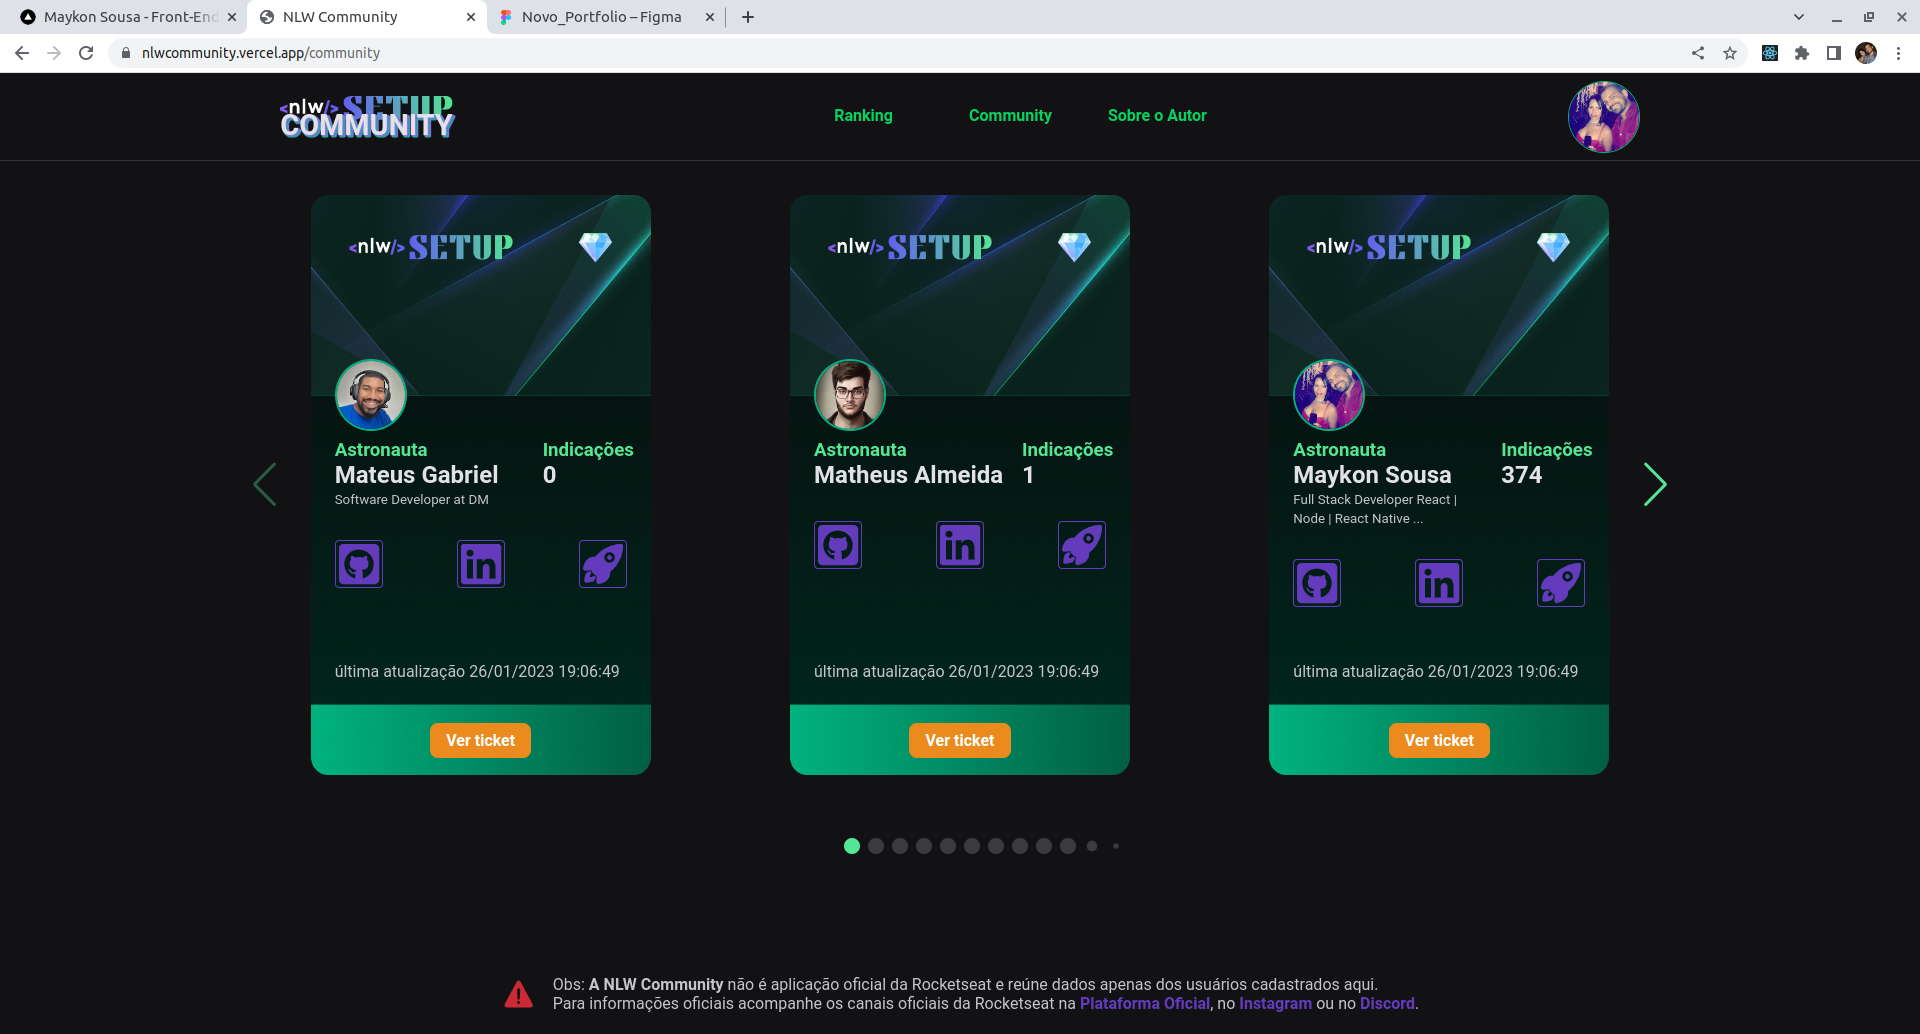 Maykon Sousa - Front-End
NLW Community
Novo_Portfolio – Figma
nlwcommunity.vercel.app/community
<nlw/> SETUP
COMMUNITY
Ranking
Community
Sobre o Autor
<nlw/> SETUP
Astronauta
Indicações
Mateus Gabriel
0
Software Developer at DM
última atualização 26/01/2023 19:06:49
Ver ticket
<nlw/> SETUP
Astronauta
Indicações
Matheus Almeida
1
última atualização 26/01/2023 19:06:49
Ver ticket
<nlw/> SETUP
Astronauta
Indicações
Maykon Sousa
374
Full Stack Developer React |
Node | React Native ...
última atualização 26/01/2023 19:06:49
Ver ticket
Obs: A NLW Community não é aplicação oficial da Rocketseat e reúne dados apenas dos usuários cadastrados aqui.
Para informações oficiais acompanhe os canais oficiais da Rocketseat na Plataforma Oficial, no Instagram ou no Discord.